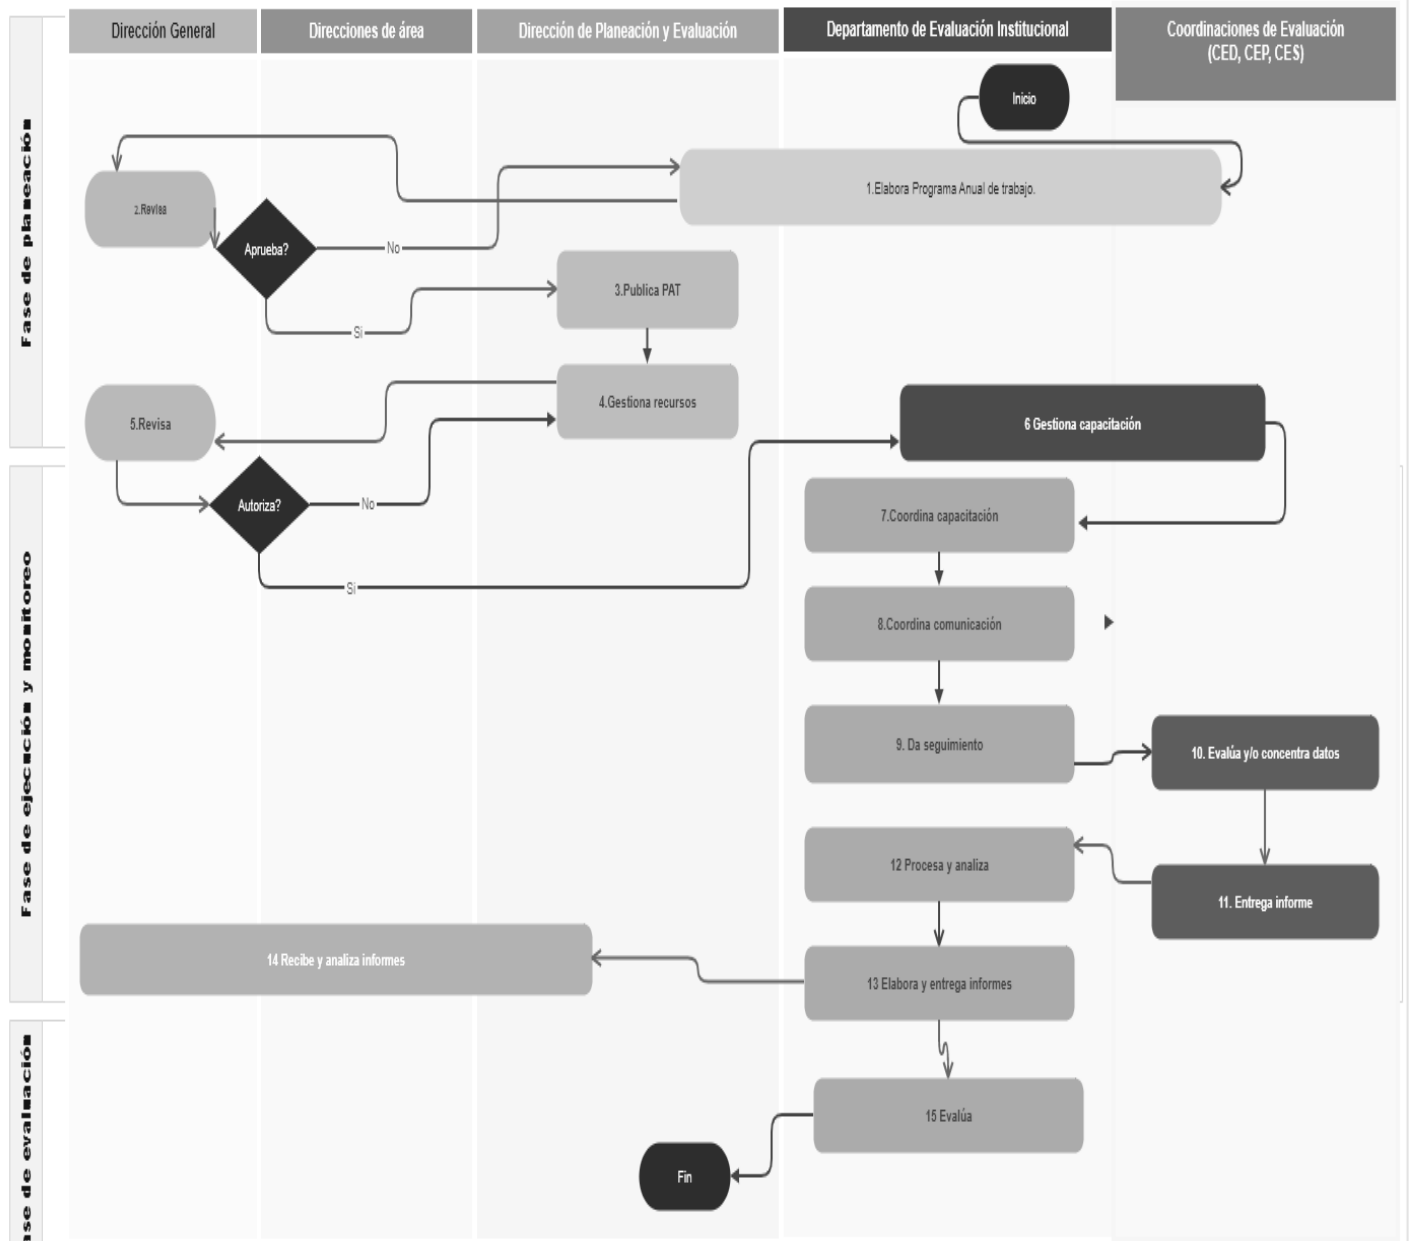 Dirección General
Direcciones de área
Dirección de Planeación y Evaluación
Departamento de Evaluación Institucional
Coordinaciones de Evaluación
(CED, CEP, CES)
Fase de planeación
Inicio
1.Elabora Programa Anual de trabajo.
2.Revisa
Aprueba?
No
Si
3.Publica PAT
4.Gestiona recursos
5.Revisa
6 Gestiona capacitación
Fase de ejecución y monitoreo
Autoriza?
No
Si
7.Coordina capacitación
8.Coordina comunicación
9. Da seguimiento
10. Evalúa y/o concentra datos
11. Entrega informe
12 Procesa y analiza
13 Elabora y entrega informes
14 Recibe y analiza informes
se de evaluación
15 Evalúa
Fin